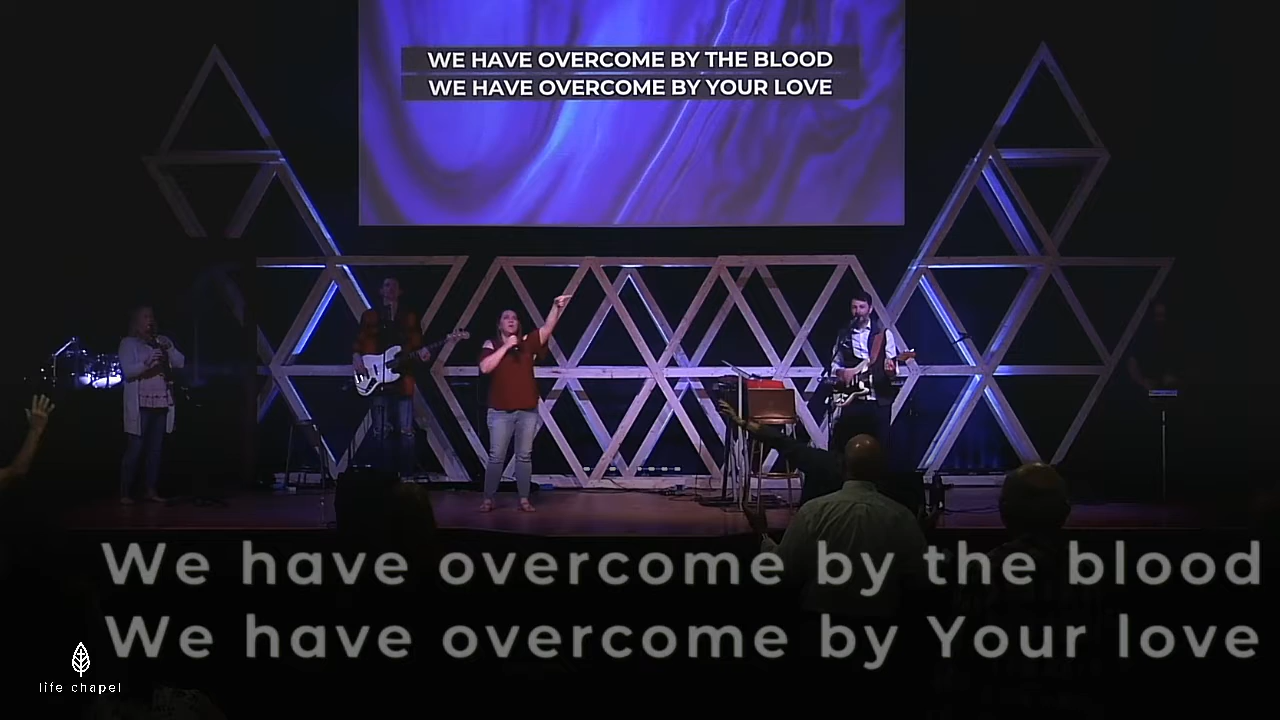 WE HAVE OVERCOME BY THE BLOOD
WE HAVE OVERCOME BY YOUR LOVE
We have overcome by the blood
We have overcome by Your love
life chapel